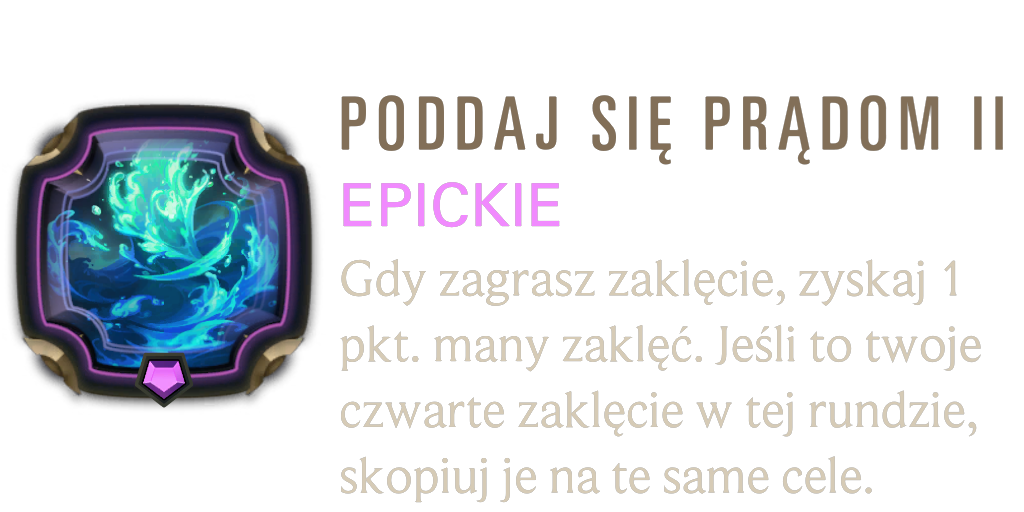 PODDAJ SIĘ PRĄDOM II
EPICKIE
Gdy zagrasz zaklęcie, zyskaj 1
pkt. many zaklęć. Jeśli to twoje
czwarte zaklęcie w tej rundzie,
skopiuj je na te same cele.